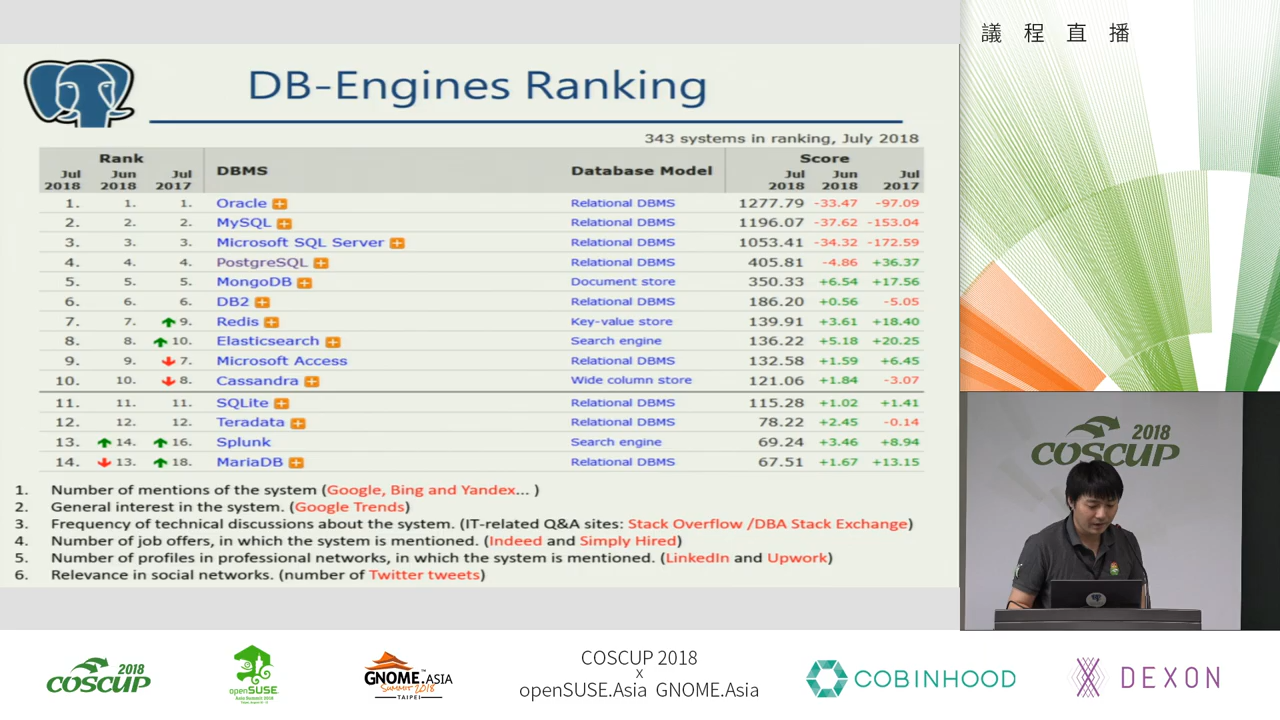 議程直播
DB-Engines Ranking
343 systems in ranking, July 2018
Rank DBMS Database Model Score
Jul 2018 Jun 2018 Jul 2017 Jul 2018 Jun 2018 Jul 2017
1. 1. 1. Oracle Relational DBMS 1277.79 -33.47 -97.09
2. 2. 2. MySQL Relational DBMS 1196.07 -37.62 -153.04
3. 3. 3. Microsoft SQL Server Relational DBMS 1053.41 -34.32 -172.59
4. 4. 4. PostgreSQL Relational DBMS 405.81 -4.86 +36.37
5. 5. 5. MongoDB Document store 350.33 +6.54 +17.56
6. 6. 6. DB2 Relational DBMS 186.20 +0.56 -5.05
7. 7. 9. Redis Key-value store 139.91 +3.61 +18.40
8. 8. 10. Elasticsearch Search engine 136.22 +5.18 +20.25
9. 9. 7. Microsoft Access Relational DBMS 132.58 +1.59 +6.45
10. 10. 8. Cassandra Wide column store 121.06 +1.84 -3.07
11. 11. 11. SQLite Relational DBMS 115.28 +1.02 +1.41
12. 12. 12. Teradata Relational DBMS 78.22 +2.45 -0.14
13. 14. 16. Splunk Search engine 69.24 +3.46 +8.94
14. 13. 18. MariaDB Relational DBMS 67.51 +1.67 +13.15
1. Number of mentions of the system (Google, Bing and Yandex... )
2. General interest in the system. (Google Trends)
3. Frequency of technical discussions about the system. (IT-related Q&A sites: Stack Overflow /DBA Stack Exchange)
4. Number of job offers, in which the system is mentioned. (Indeed and Simply Hired)
5. Number of profiles in professional networks, in which the system is mentioned. (LinkedIn and Upwork)
6. Relevance in social networks. (number of Twitter tweets)
2018
COSCUP
2018
COSCUP
openSUSE
GNOME.ASIA
SUMMIT 2018
TAIPEI
COSCUP 2018
x
openSUSE.Asia GNOME.Asia
COBINHOOD
DEXON